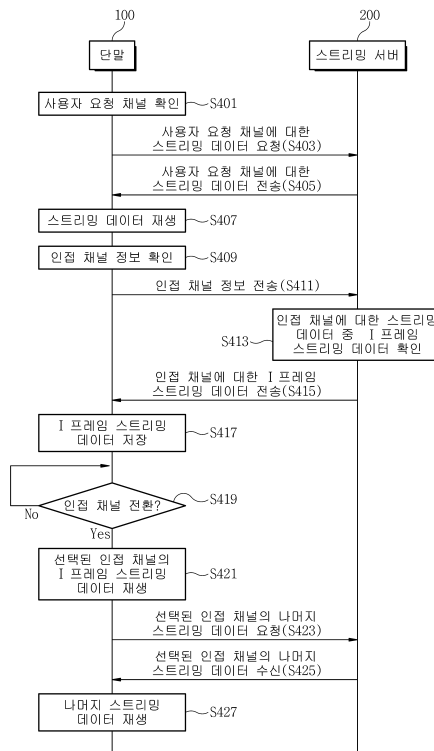 100
200
단말
스트리밍 서버
사용자 요청 채널 확인
S401
사용자 요청 채널에 대한
스트리밍 데이터 요청(S403)
사용자 요청 채널에 대한
스트리밍 데이터 전송(S405)
스트리밍 데이터 재생
S407
인접 채널 정보 확인
S409
인접 채널 정보 전송(S411)
인접 채널에 대한 스트리밍
데이터 중 I 프레임
스트리밍 데이터 확인
S413
인접 채널에 대한 I 프레임
스트리밍 데이터 전송(S415)
I 프레임 스트리밍
데이터 저장
S417
인접 채널 전환?
S419
No
Yes
선택된 인접 채널의
I 프레임 스트리밍
데이터 재생
S421
선택된 인접 채널의 나머지
스트리밍 데이터 요청(S423)
선택된 인접 채널의 나머지
스트리밍 데이터 수신(S425)
나머지 스트리밍
데이터 재생
S427